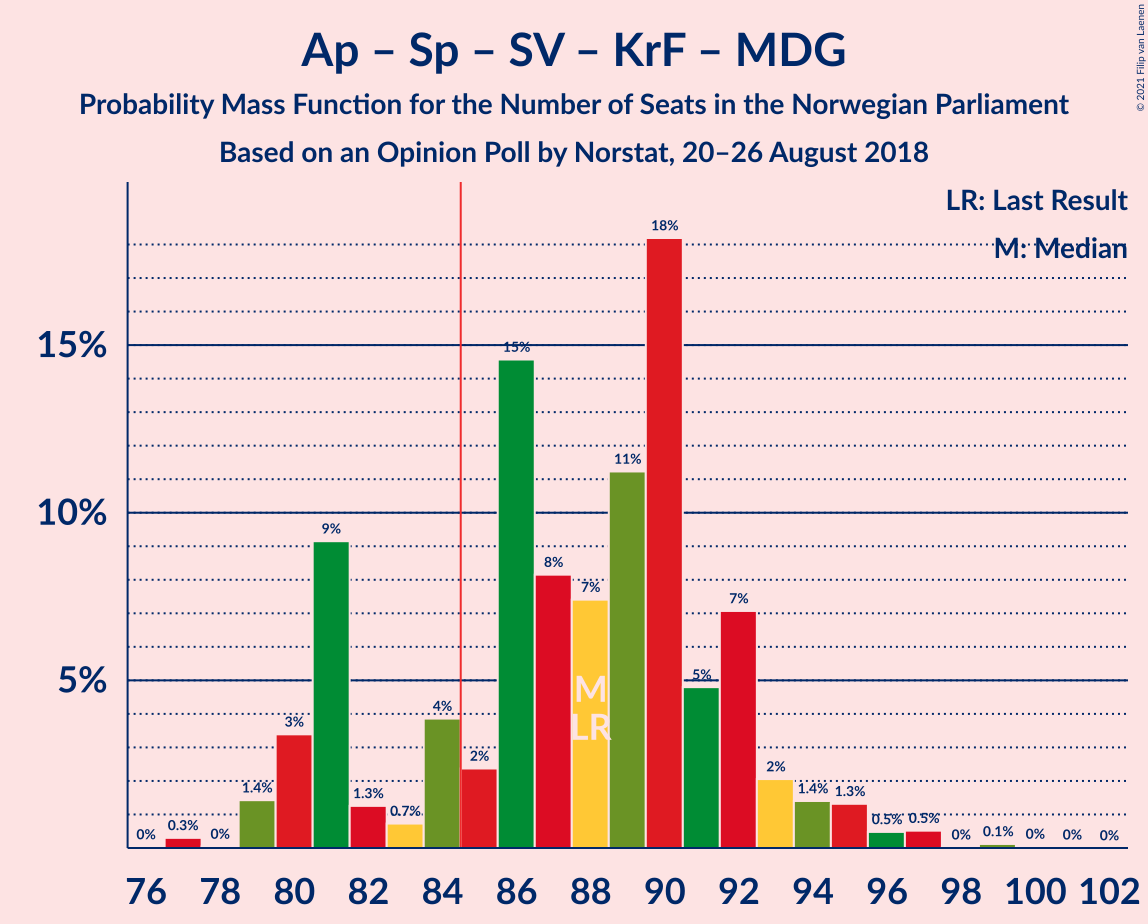 Ap – Sp – SV – KrF – MDG
Probability Mass Function for the Number of Seats in the Norwegian Parliament
Based on an Opinion Poll by Norstat, 20–26 August 2018
© 2021 Filip van Laenen
LR: Last Result
M: Median
15%
10%
5%
0% 0.3% 0% 1.4% 3% 9% 1.3% 0.7% 4% 2% 15% 8% 7% 11% 18% 5% 7% 2% 1.4% 1.3% 0.5% 0.5% 0% 0.1% 0% 0% 0%
M
LR
76 78 80 82 84 86 88 90 92 94 96 98 100 102